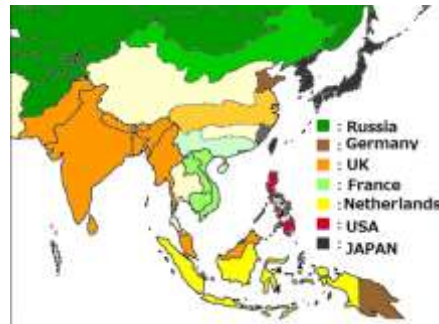 : Russia
: Germany
: UK
: France
: Netherlands
: USA
: JAPAN